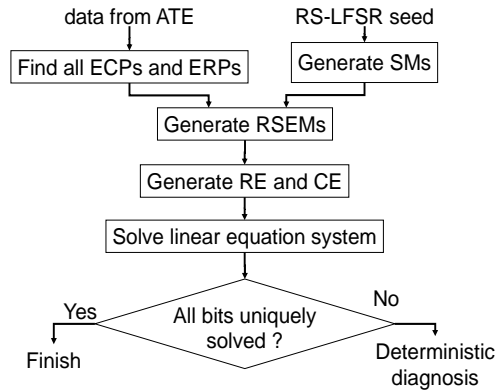 data from ATE
RS-LFSR seed
Find all ECPs and ERPs
Generate SMs
Generate RSEMs
Generate RE and CE
Solve linear equation system
Yes
All bits uniquely
solved ?
No
Finish
Deterministic
diagnosis